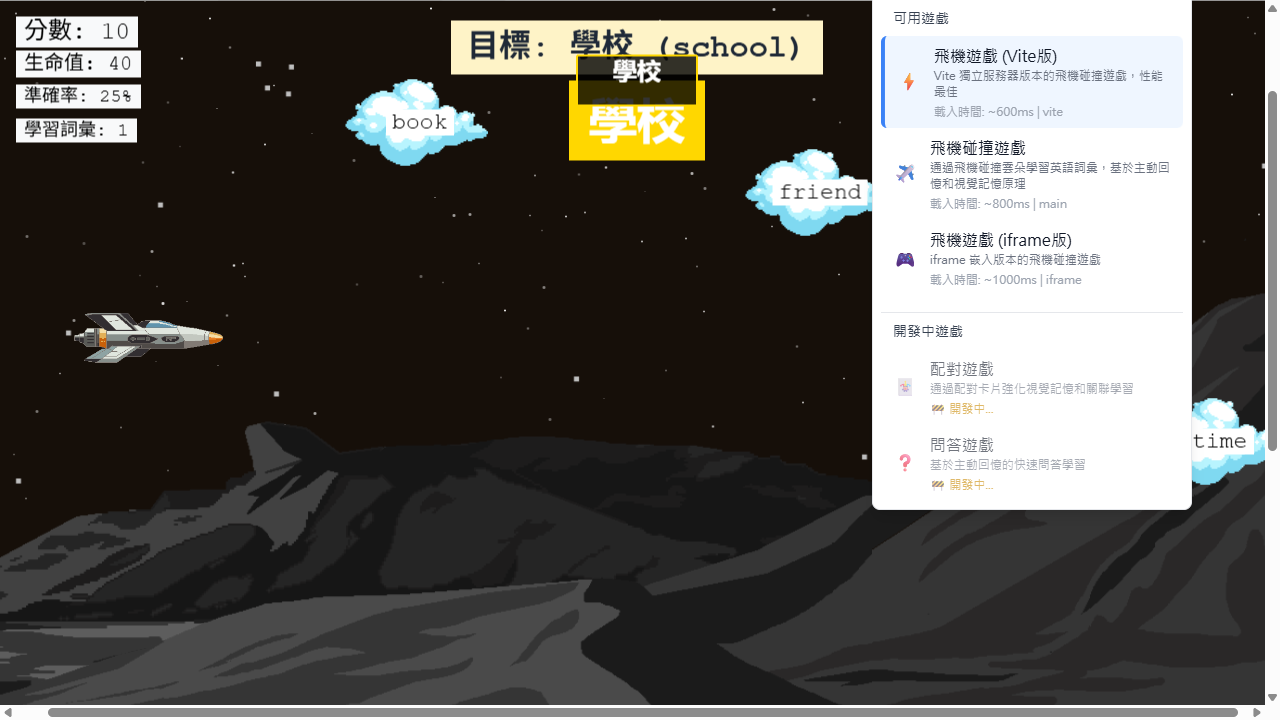 分數: 10
生命值: 40
準確率: 25%
學習詞彙: 1
目標: 學校 (school)
學校
學校
book
friend
time
可用遊戲
飛機遊戲 (Vite版)
Vite 獨立服務器版本的飛機碰撞遊戲，性能
最佳
載入時間: ~600ms | vite
飛機碰撞遊戲
通過飛機碰撞雲朵學習英語詞彙，基於主動回
憶和視覺記憶原理
載入時間: ~800ms | main
飛機遊戲 (iframe版)
iframe 嵌入版本的飛機碰撞遊戲
載入時間: ~1000ms | iframe
開發中遊戲
配對遊戲
通過配對卡片強化視覺記憶和關聯學習
開發中...
問答遊戲
基於主動回憶的快速問答學習
開發中...